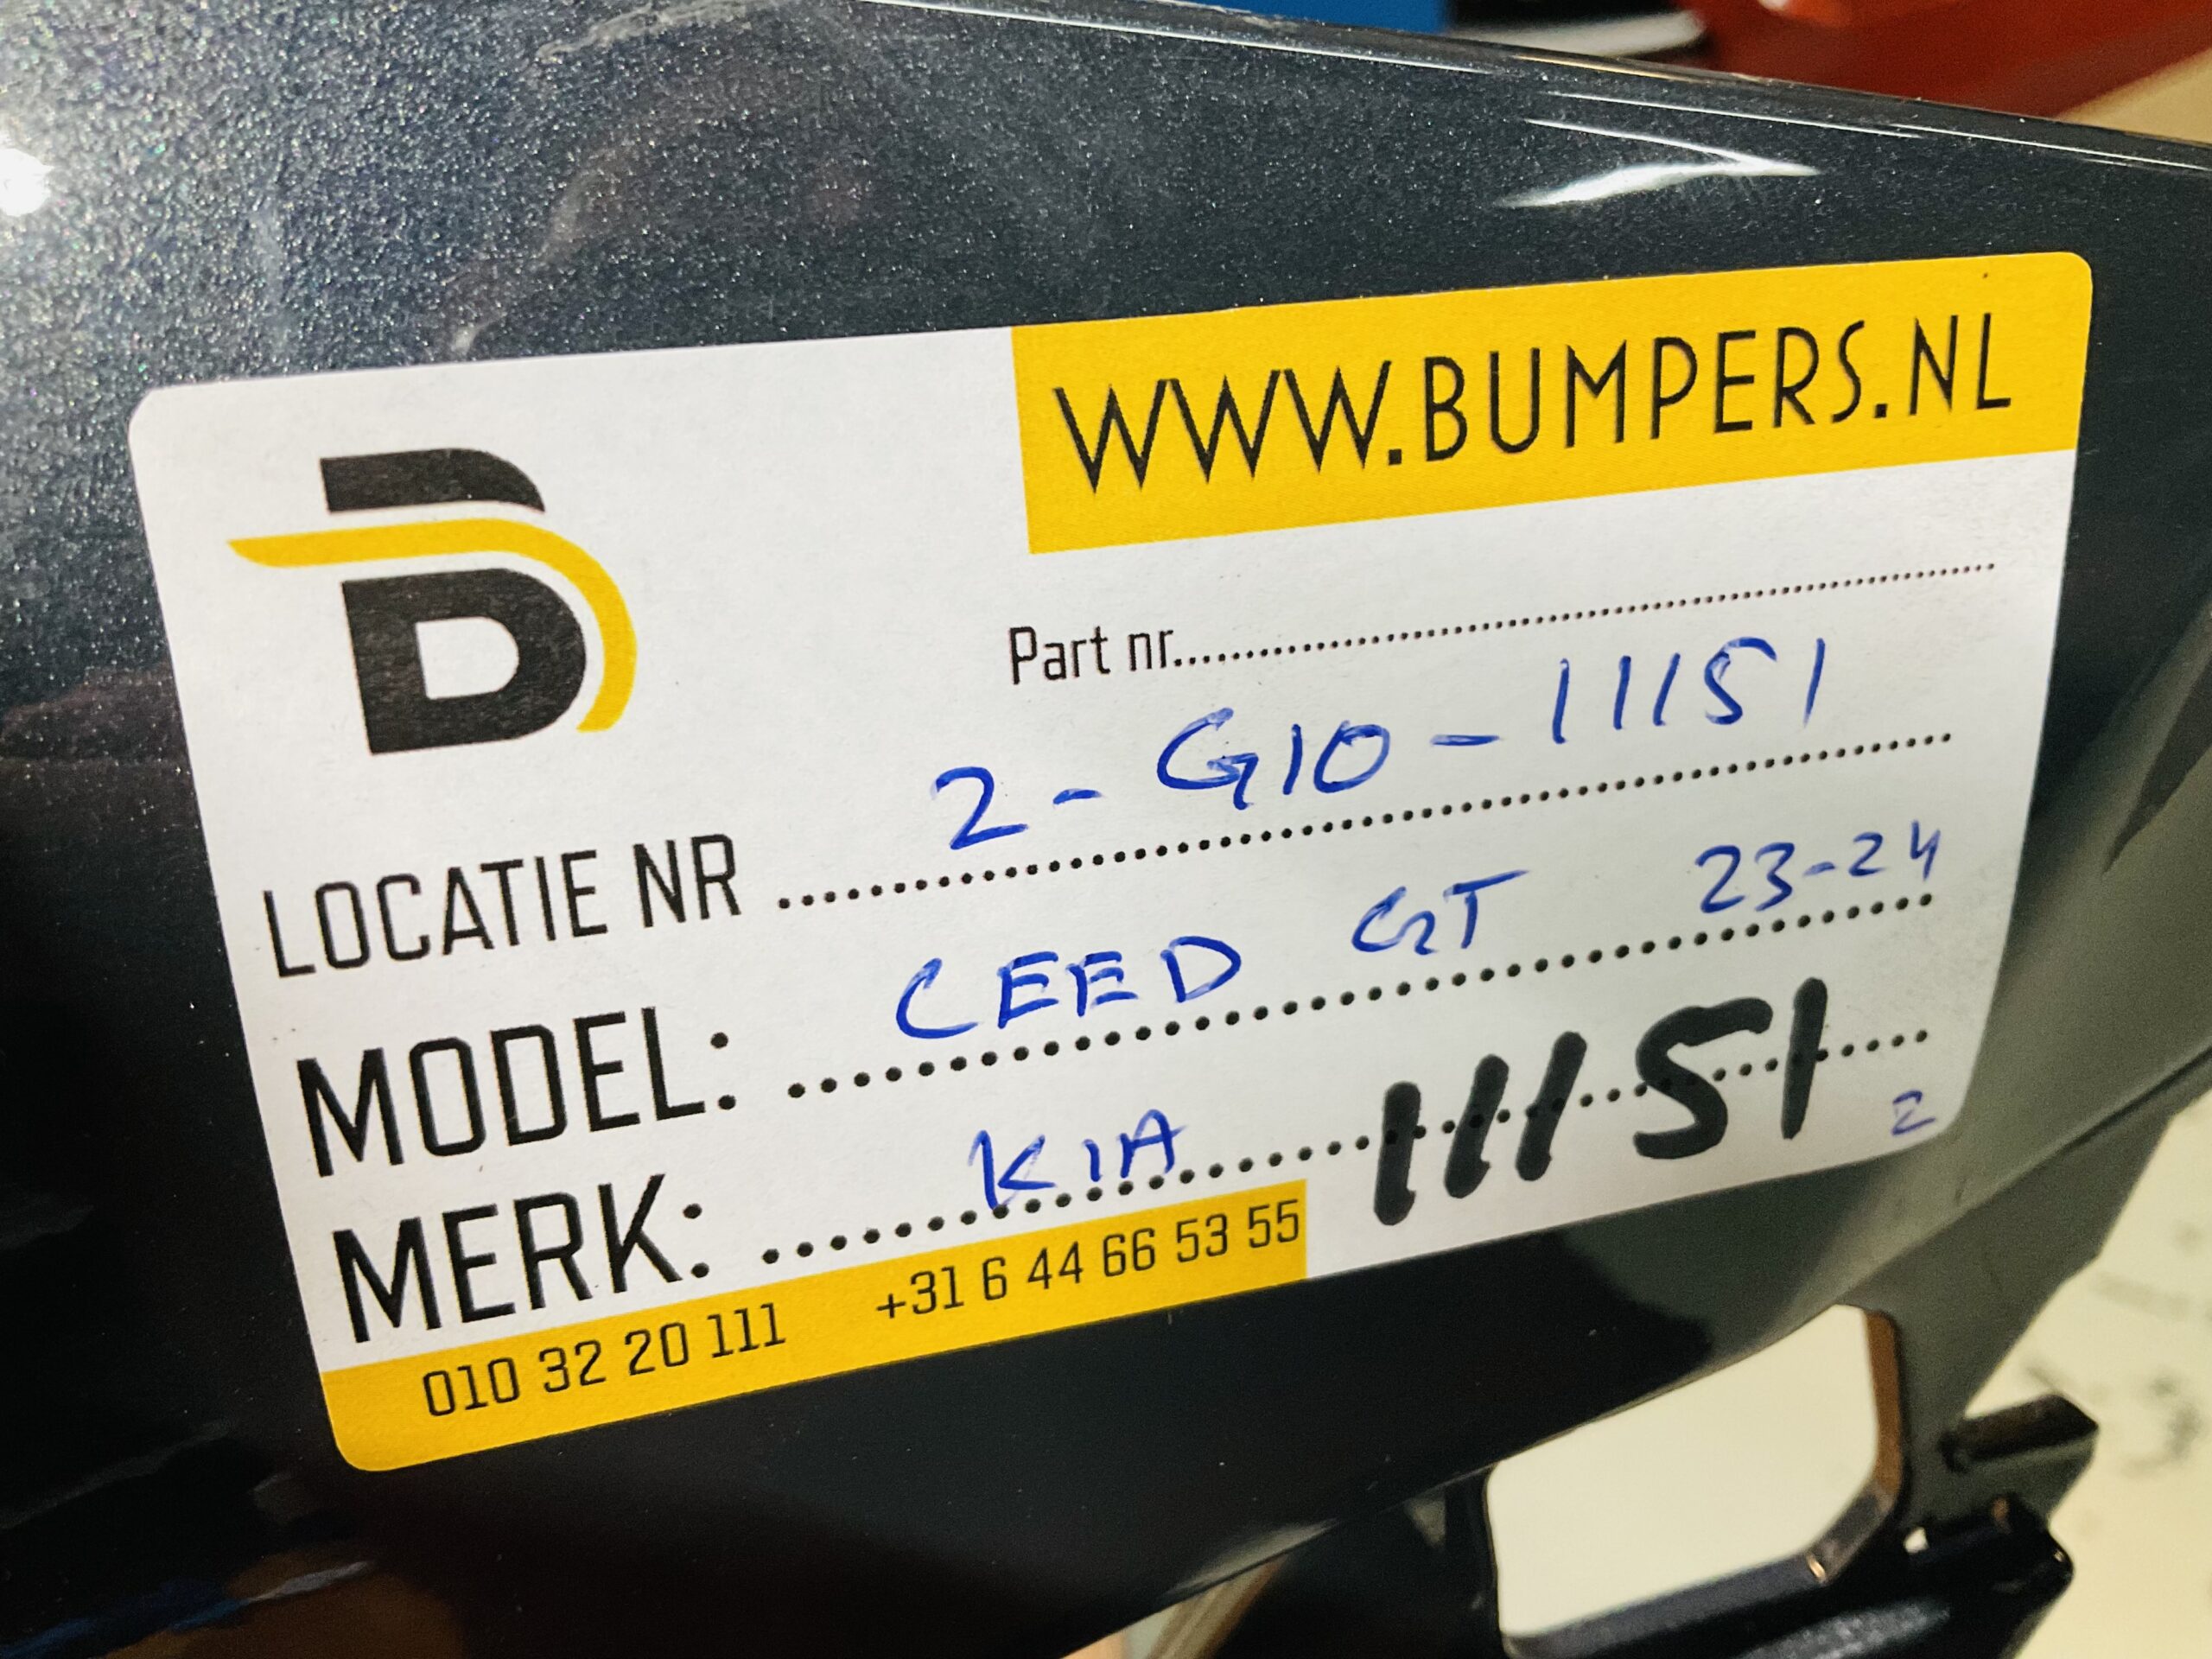 WWW.BUMPERS.NL
B
Part nr.......................................................
LOCATIE NR ........ 2 - G10 - 11151
MODEL: ........ CEED GT 23-24
MERK: ........ KIA 11151
2
010 32 20 111 +31 6 44 66 53 55